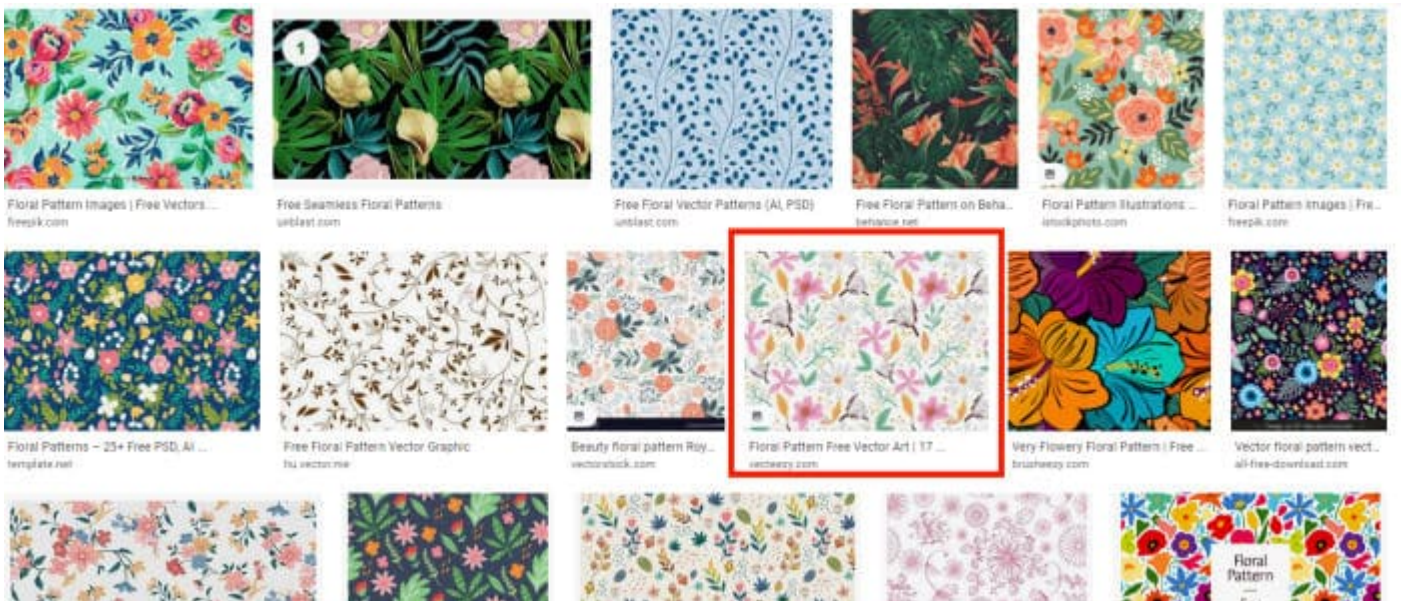 1
Floral Pattern Images | Free Vectors ...
freepik.com
Free Seamless Floral Patterns
unblast.com
Free Floral Vector Patterns (AI, PSD)
unblast.com
Free Floral Pattern on Beha...
behance.net
Floral Pattern Illustrations ...
istockphoto.com
Floral Pattern Images | Fre...
freepik.com
Floral Patterns – 25+ Free PSD, AI ...
template.net
Free Floral Pattern Vector Graphic
hu.vector.me
Beauty floral pattern Roy...
vectorstock.com
Floral Pattern Free Vector Art | 17 ...
vecteezy.com
Very Flowery Floral Pattern | Free ...
brusheezy.com
Vector floral pattern vect...
all-free-download.com
Floral
Pattern